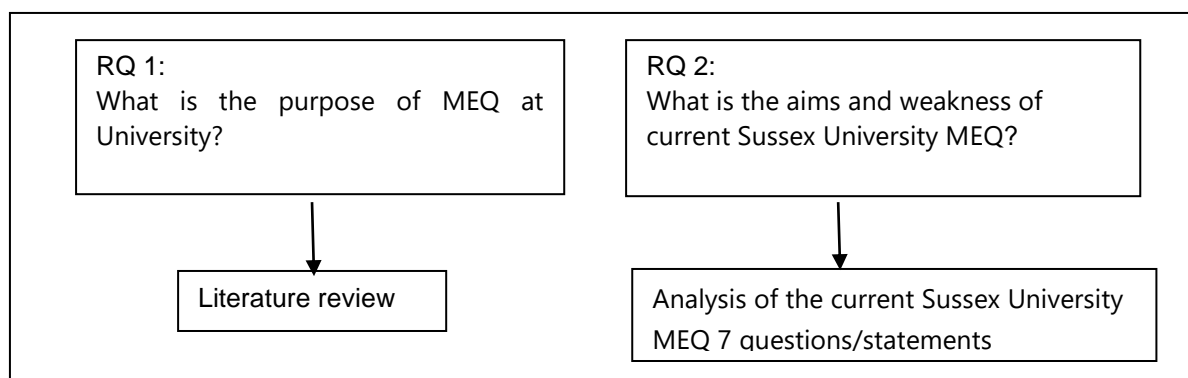 RQ 1:
What is the purpose of MEQ at
University?
RQ 2:
What is the aims and weakness of
current Sussex University MEQ?
Literature review
Analysis of the current Sussex University
MEQ 7 questions/statements